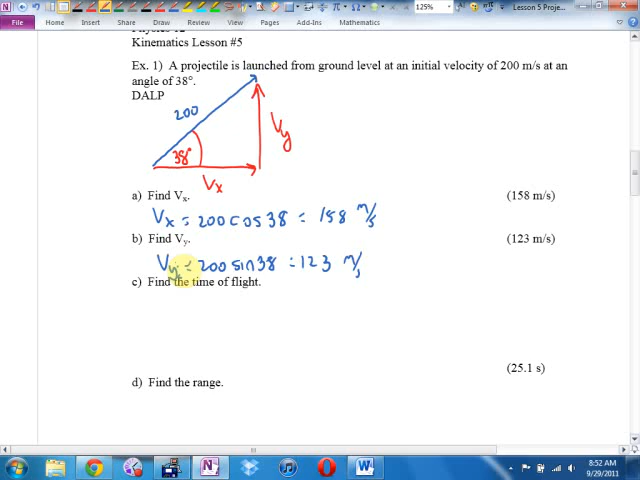 125%
Lesson 5 Proje...
File Home Insert Share Draw Review View Add-Ins Mathematics
Kinematics Lesson #5
Ex. 1) A projectile is launched from ground level at an initial velocity of 200 m/s at an
angle of 38°.
DALP
200
38°
Vy
Vx
a) Find Vx. (158 m/s)
Vx = 200 cos 38 = 158 m/s
b) Find Vy. (123 m/s)
Vy = 200 sin 38 = 123 m/s
c) Find the time of flight.
(25.1 s)
d) Find the range.
8:52 AM
9/29/2011